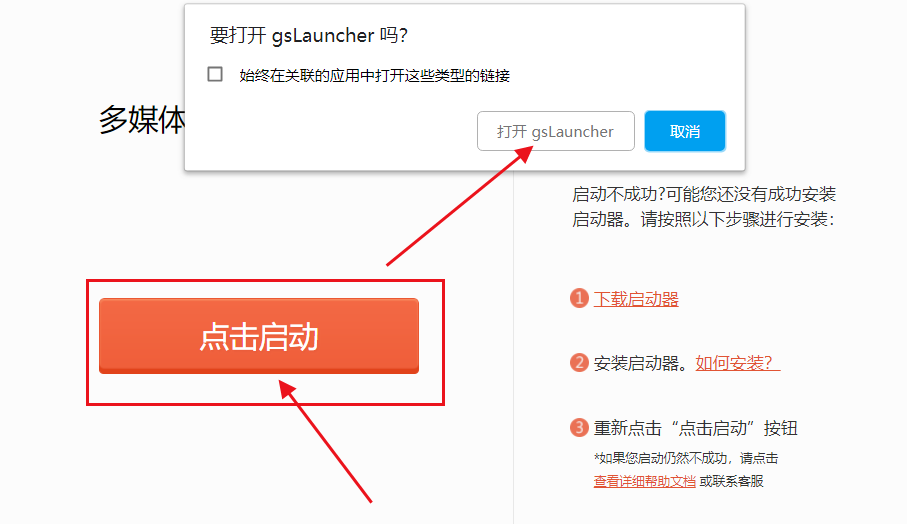 要打开 gsLauncher 吗?
始终在关联的应用中打开这些类型的链接
打开 gsLauncher
取消
多媒体
点击启动
启动不成功?可能您还没有成功安装
启动器。请按照以下步骤进行安装:
1 下载启动器
2 安装启动器。如何安装?
3 重新点击“点击启动”按钮
*如果您启动仍然不成功，请点击
查看详细帮助文档 或联系客服